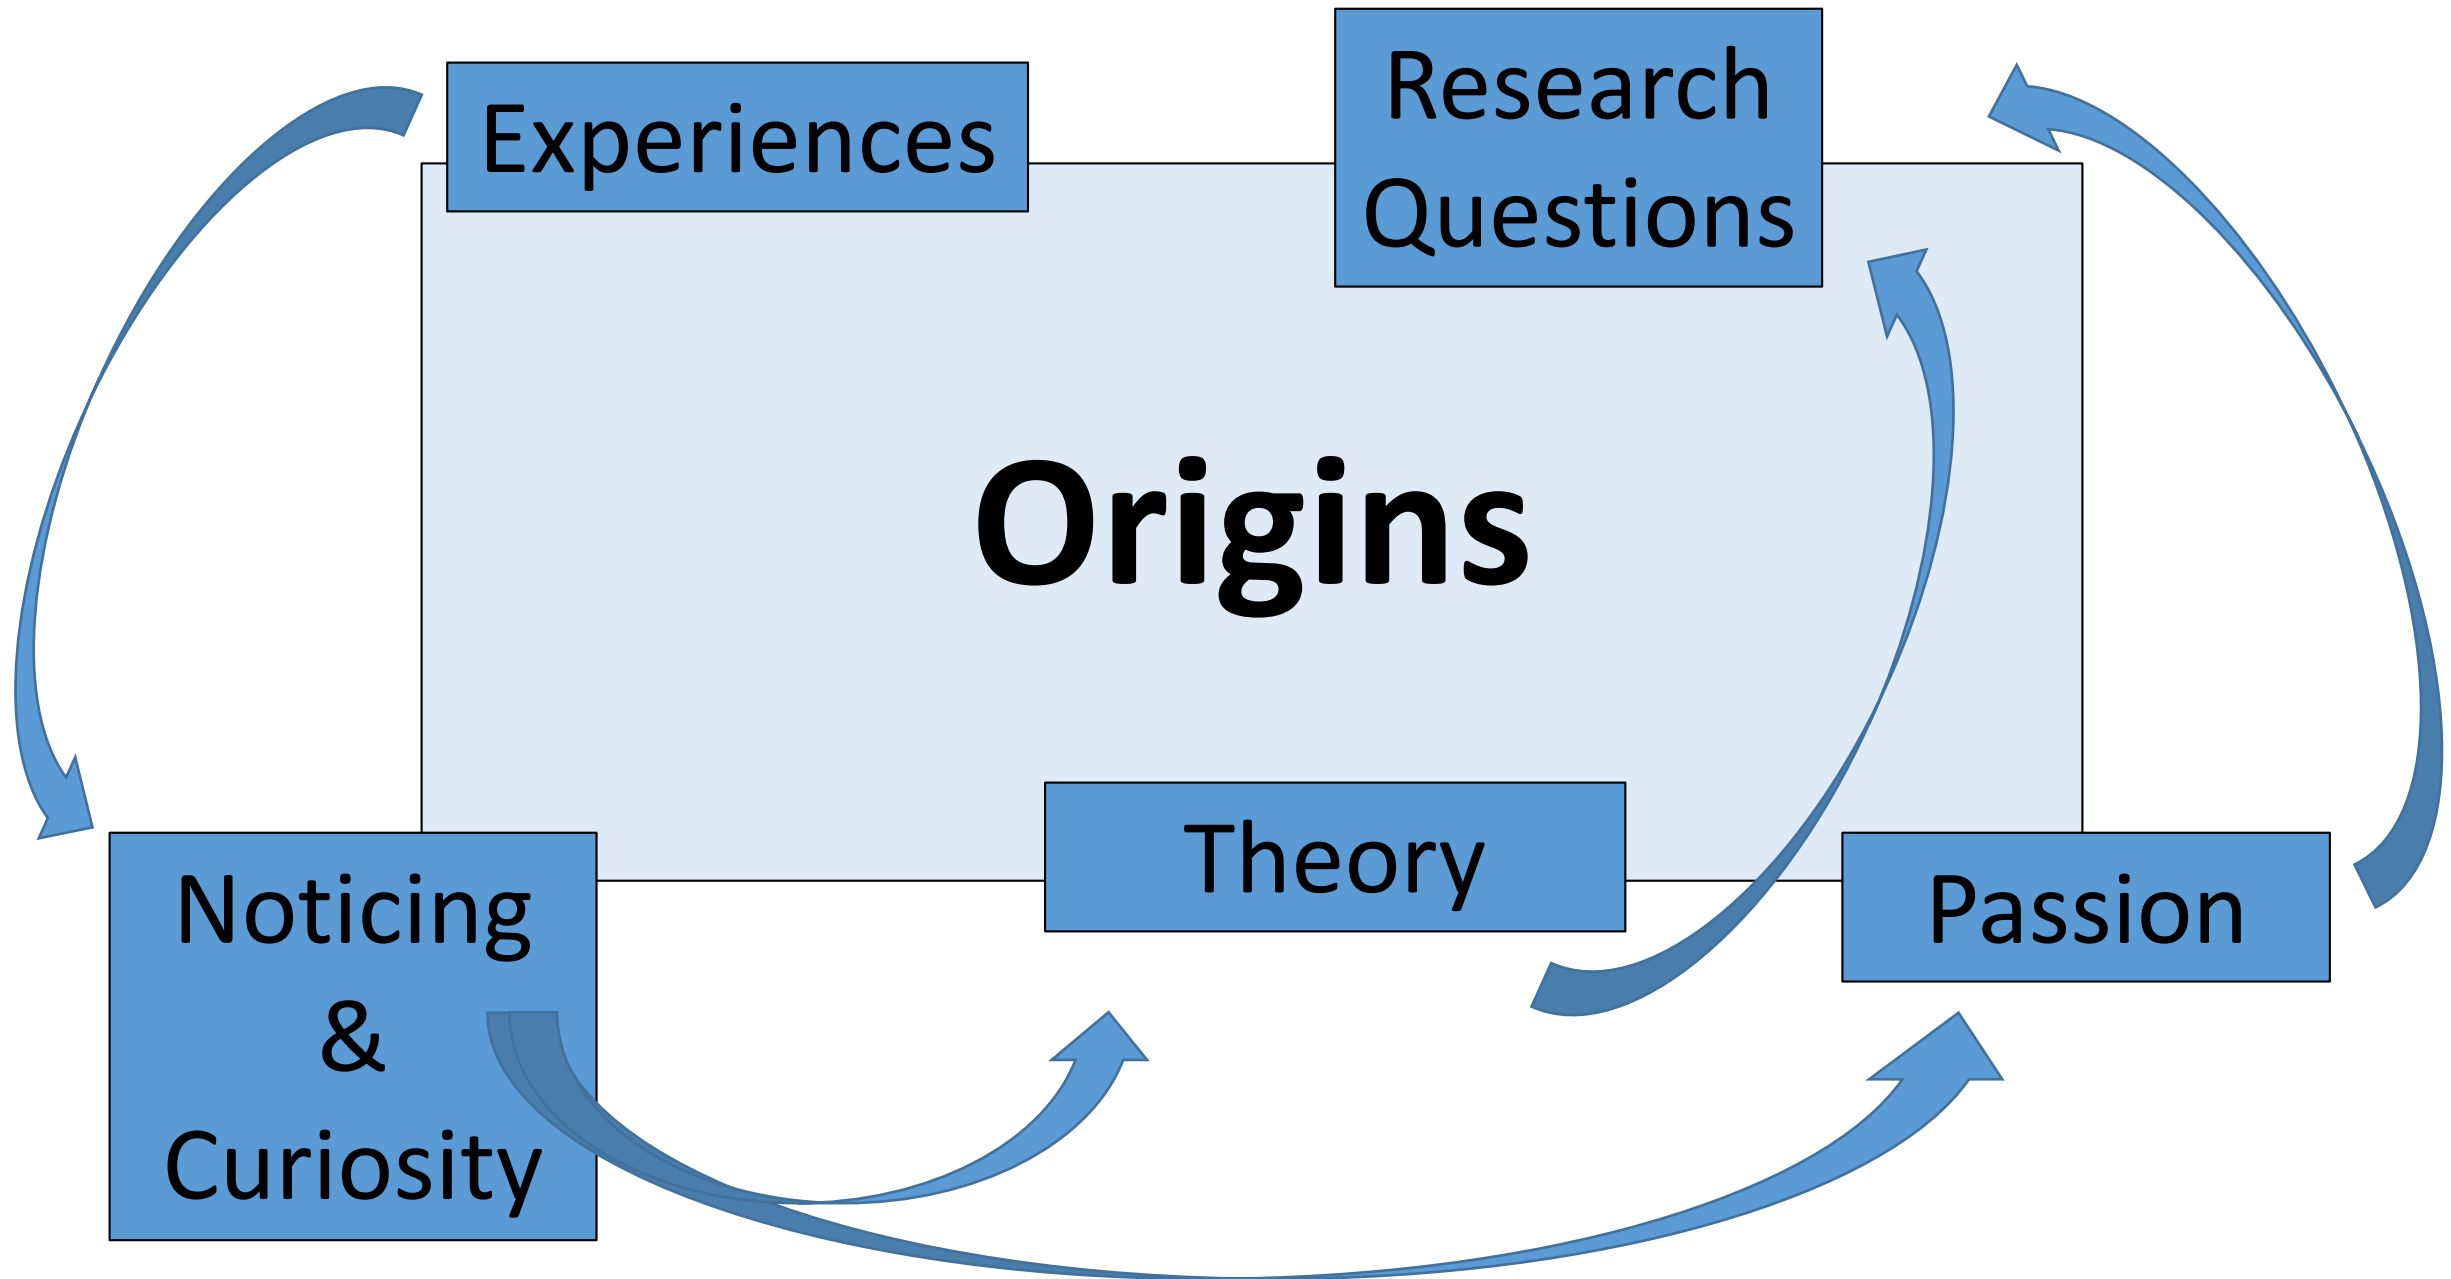 Experiences
Research
Questions
Origins
Theory
Noticing
&
Curiosity
Passion